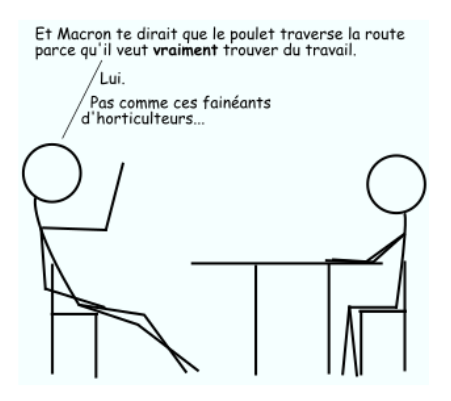 Et Macron te dirait que le poulet traverse la route
parce qu'il veut vraiment trouver du travail.
Lui.
Pas comme ces fainéants
d'horticulteurs...